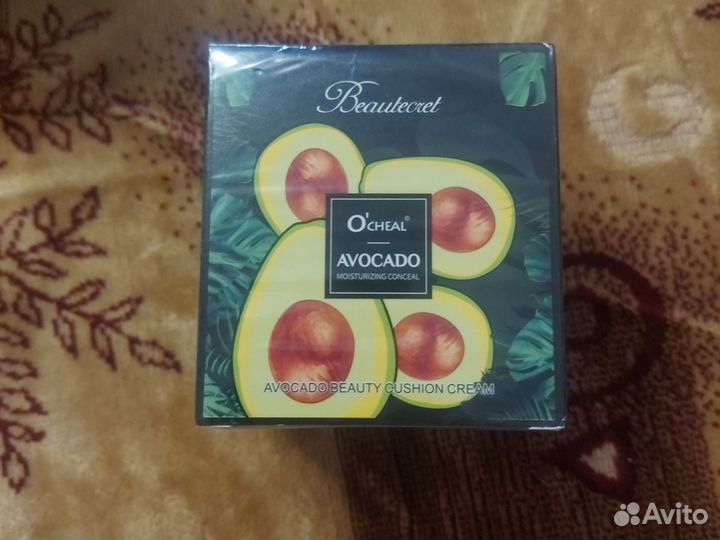 Beautecret
O'CHEAL®
AVOCADO
MOISTURIZING CONCEAL
AVOCADO BEAUTY CUSHION CREAM
Avito